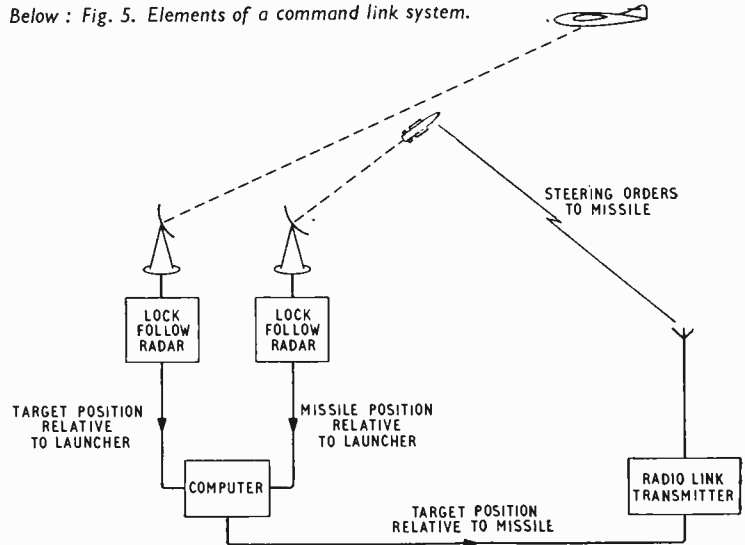 Below : Fig. 5. Elements of a command link system.
STEERING ORDERS
TO MISSILE
LOCK
FOLLOW
RADAR
LOCK
FOLLOW
RADAR
TARGET POSITION
RELATIVE
TO LAUNCHER
MISSILE POSITION
RELATIVE
TO LAUNCHER
COMPUTER
RADIO LINK
TRANSMITTER
TARGET POSITION
RELATIVE TO MISSILE